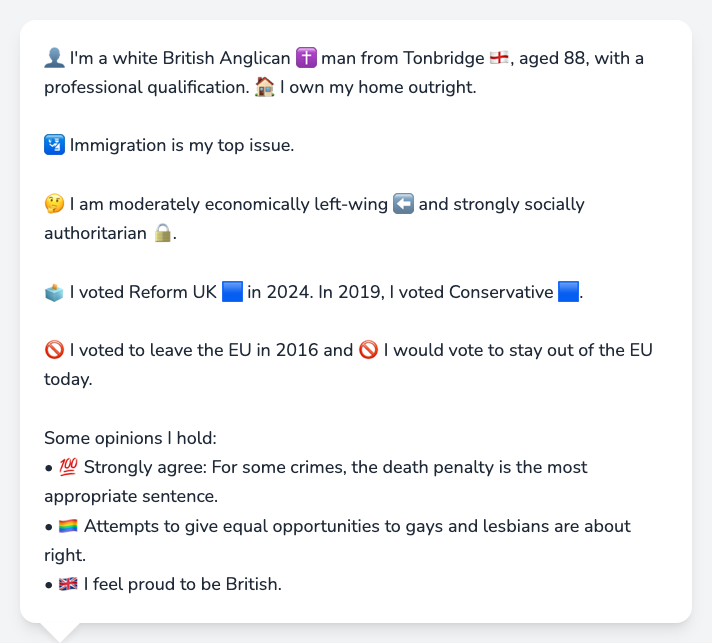 👤 I'm a white British Anglican ✝️ man from Tonbridge 🏴󠁧󠁢󠁥󠁮󠁧󠁿, aged 88, with a
professional qualification. 🏠 I own my home outright.
🛂 Immigration is my top issue.
🤔 I am moderately economically left-wing ⬅️ and strongly socially
authoritarian 🔒.
🗳️ I voted Reform UK 🟦 in 2024. In 2019, I voted Conservative 🟦.
🚫 I voted to leave the EU in 2016 and 🚫 I would vote to stay out of the EU
today.
Some opinions I hold:
• 💯 Strongly agree: For some crimes, the death penalty is the most
appropriate sentence.
• 🏳️‍🌈 Attempts to give equal opportunities to gays and lesbians are about
right.
• 🇬🇧 I feel proud to be British.